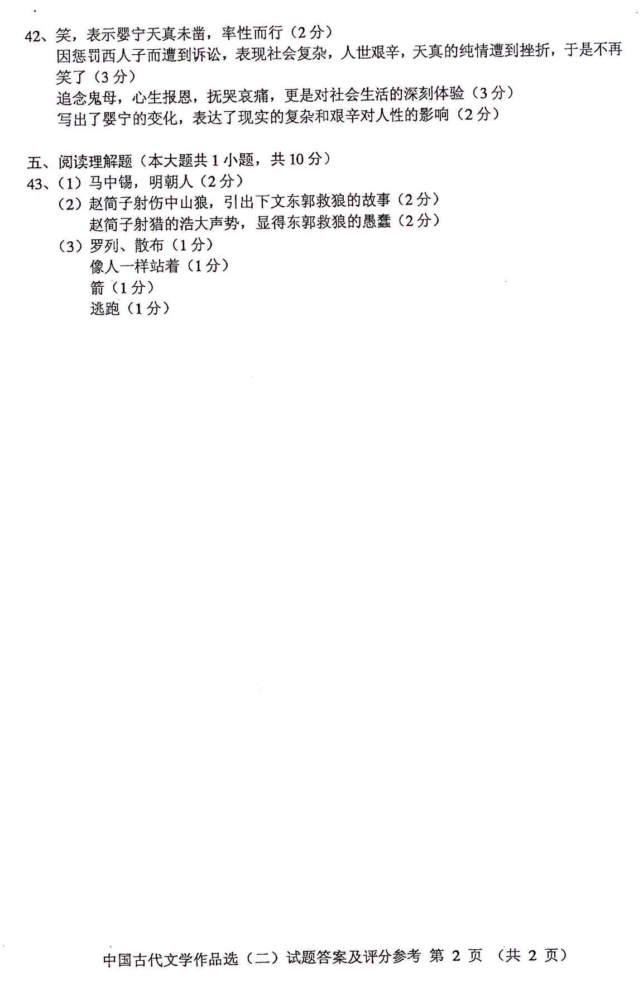 42、笑，表示婴宁天真未凿，率性而行（2 分）
因惩罚西人子而遭到诉讼，表现社会复杂，人世艰辛，天真的纯情遭到挫折，于是不再
笑了（3 分）
追念鬼母，心生报恩，抚哭哀痛，更是对社会生活的深刻体验（3 分）
写出了婴宁的变化，表达了现实的复杂和艰辛对人性的影响（2 分）
五、阅读理解题（本大题共 1 小题，共 10 分）
43、（1）马中锡，明朝人（2 分）
（2）赵简子射伤中山狼，引出下文东郭救狼的故事（2 分）
赵简子射猎的浩大声势，显得东郭救狼的愚蠢（2 分）
（3）罗列、散布（1 分）
像人一样站着（1 分）
箭（1 分）
逃跑（1 分）
中国古代文学作品选（二）试题答案及评分参考 第 2 页 （共 2 页）